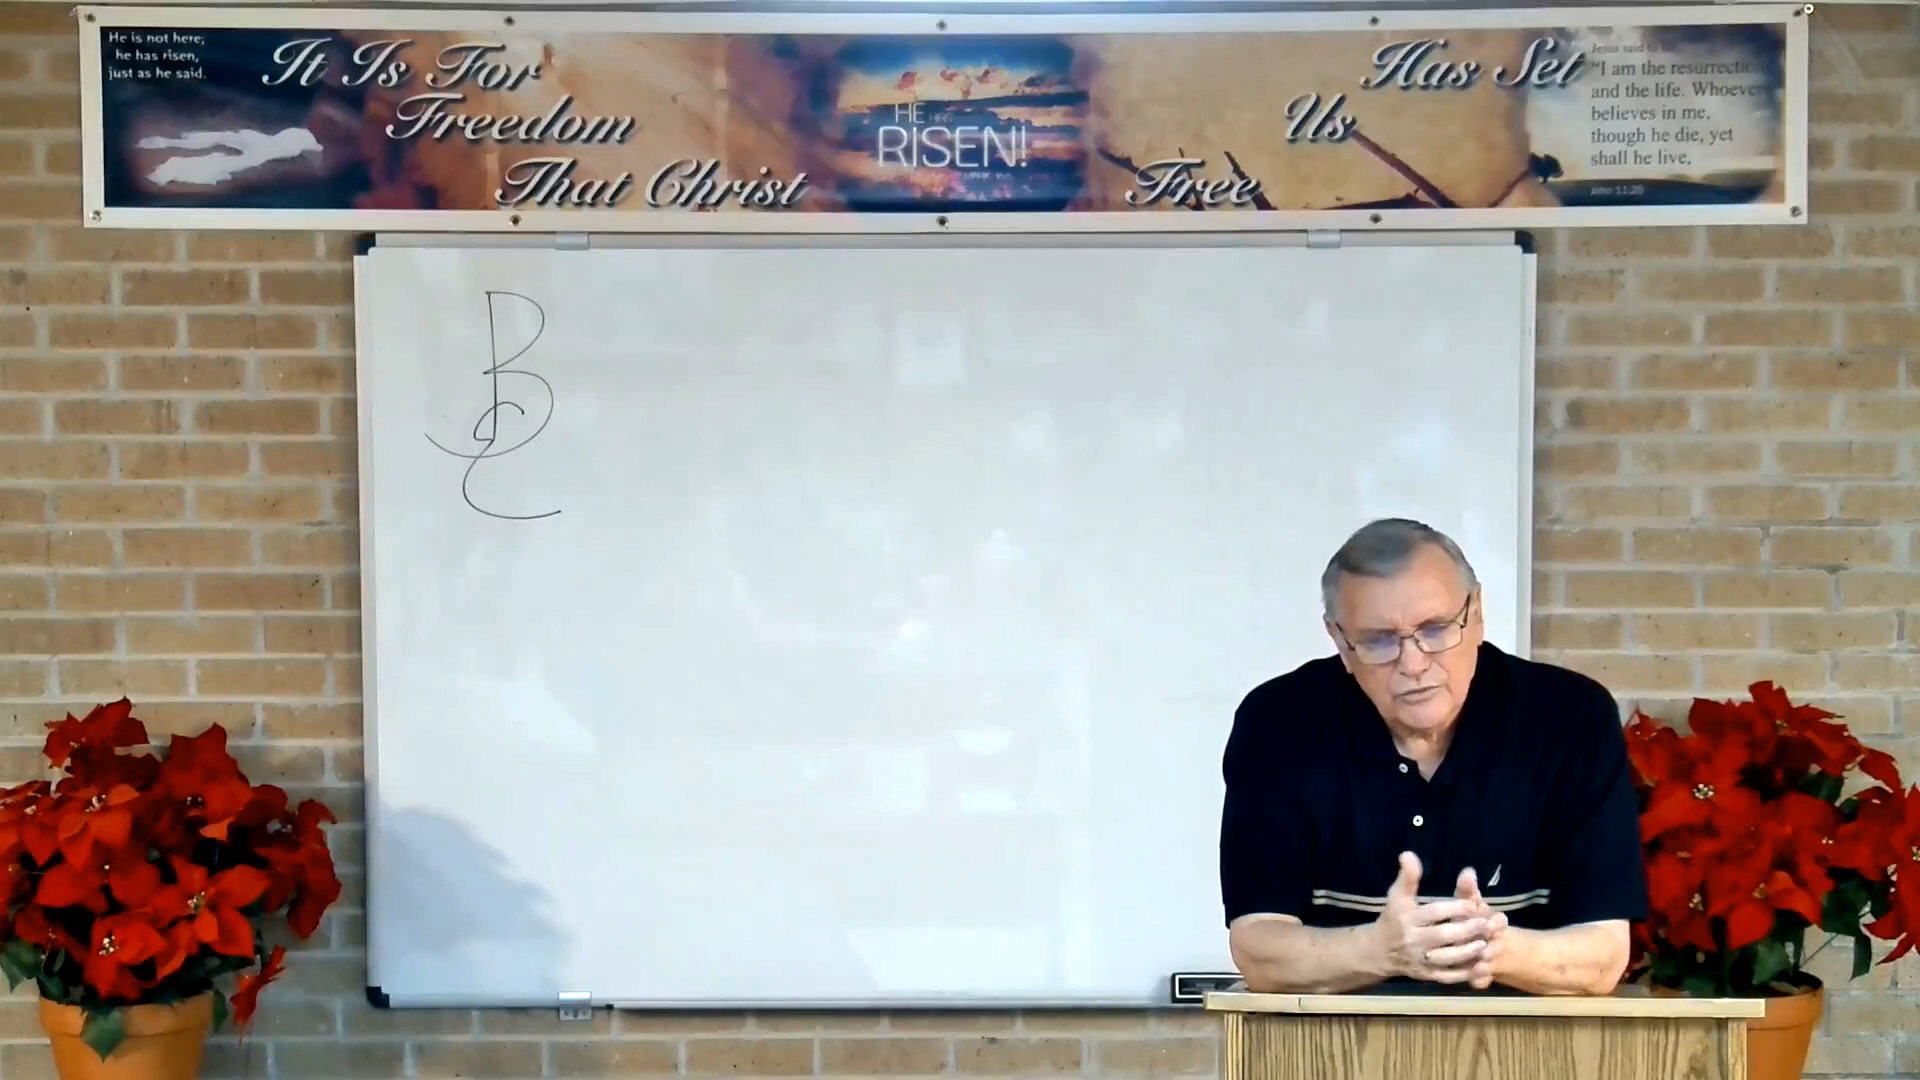 He is not here;
he has risen,
just as he said.
It Is For
Freedom
That Christ
HE HAS
RISEN!
Has Set
Us
Free
Jesus said to
"I am the resurrectio
and the life. Whoeve
believes in me,
though he die, yet
shall he live,
John 11:25
B
C